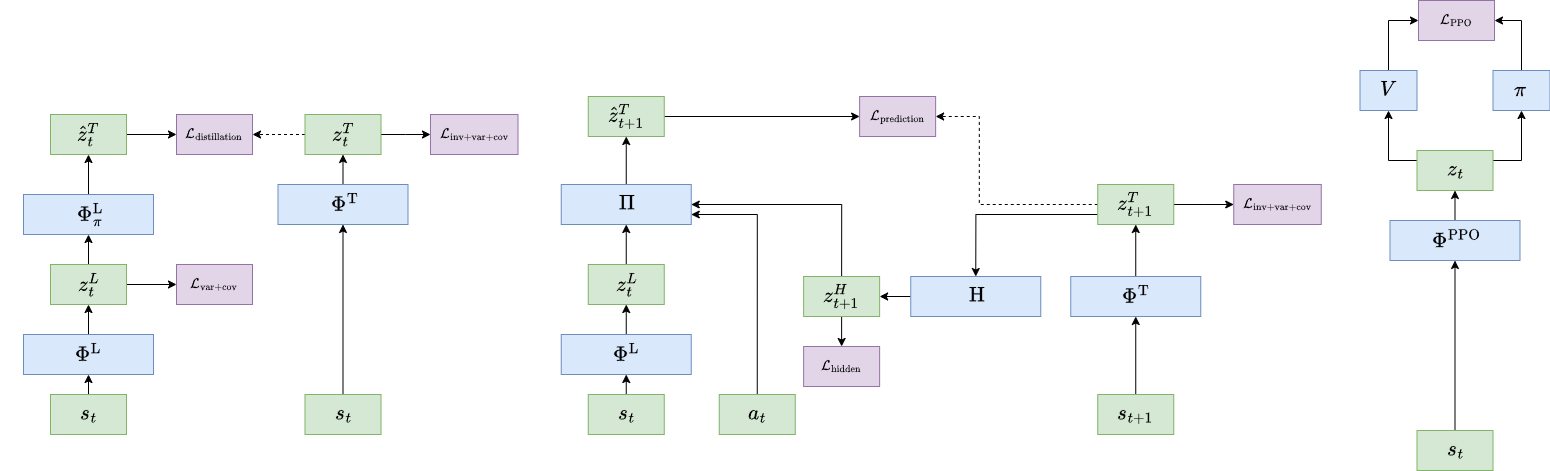 $\hat{z}_t^T$
$\mathcal{L}_{\text{distillation}}$
$z_t^T$
$\mathcal{L}_{\text{inv+var+cov}}$
$\Phi_\pi^{\text{L}}$
$\Phi^{\text{T}}$
$z_t^L$
$\mathcal{L}_{\text{var+cov}}$
$\Phi^{\text{L}}$
$s_t$
$s_t$
$\hat{z}_{t+1}^T$
$\mathcal{L}_{\text{prediction}}$
$\Pi$
$z_{t+1}^T$
$\mathcal{L}_{\text{inv+var+cov}}$
$z_t^L$
$z_{t+1}^H$
$\text{H}$
$\Phi^{\text{T}}$
$\Phi^{\text{L}}$
$\mathcal{L}_{\text{hidden}}$
$s_t$
$a_t$
$s_{t+1}$
$\mathcal{L}_{\text{PPO}}$
$V$
$\pi$
$z_t$
$\Phi^{\text{PPO}}$
$s_t$